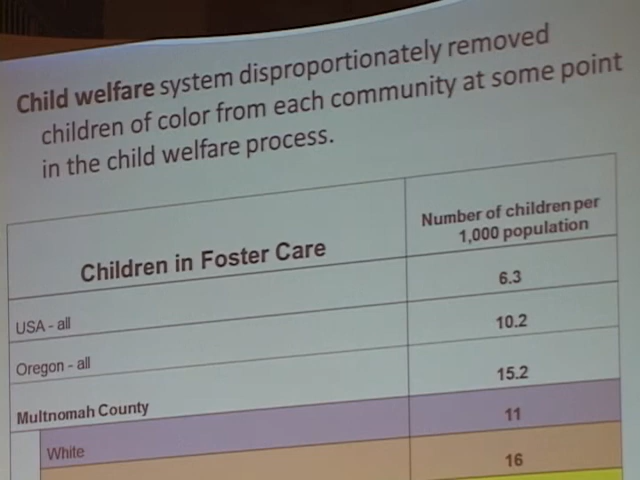 Child welfare system disproportionately removed
children of color from each community at some point
in the child welfare process.
Children in Foster Care
Number of children per
1,000 population
USA - all
6.3
Oregon - all
10.2
Multnomah County
15.2
White
11
16